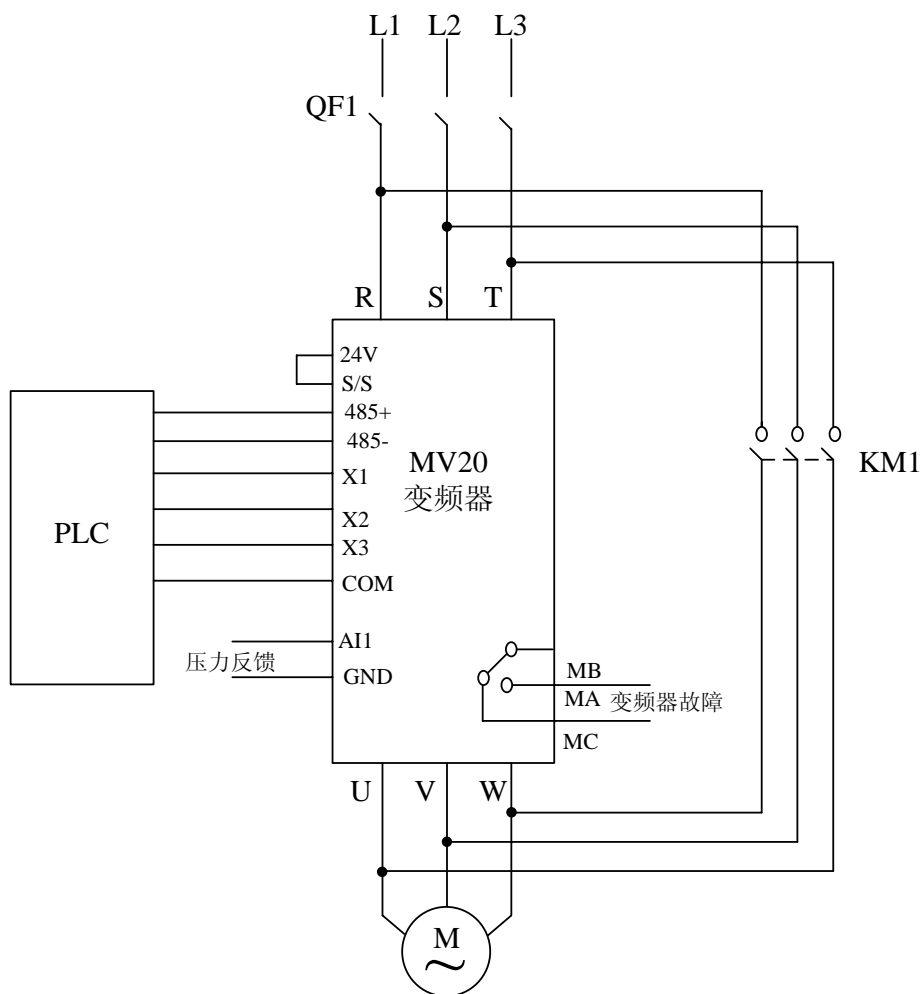 L1 L2 L3
QF1
R S T
24V
S/S
485+
485-
X1
X2
X3
COM
AI1
GND
MV20
变频器
PLC
KM1
压力反馈
MB
MA 变频器故障
MC
U V W
M
~